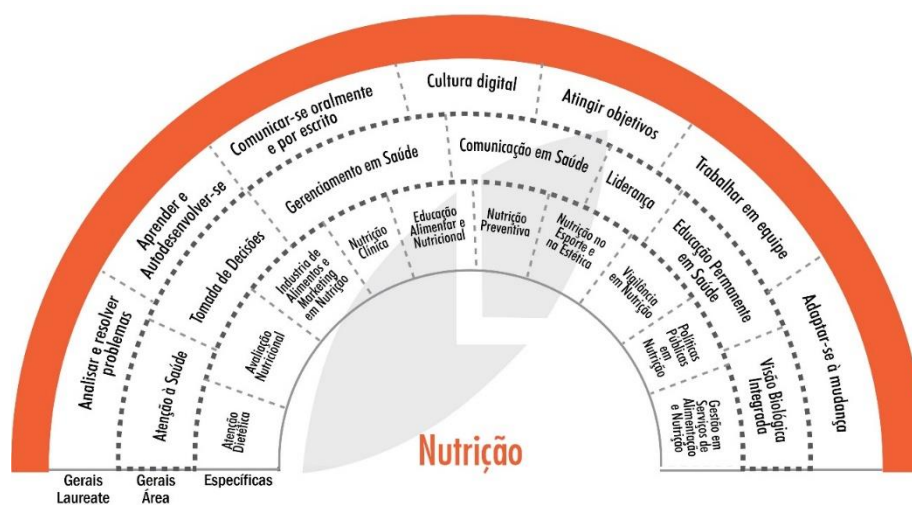 Analisar e resolver
problemas
Aprender e
Autodesenvolver-se
Comunicar-se oralmente
e por escrito
Cultura digital
Atingir objetivos
Trabalhar em equipe
Adaptar-se à mudança
Atenção à Saúde
Tomada de Decisões
Gerenciamento em Saúde
Comunicação em Saúde
Liderança
Educação Permanente
em Saúde
Visão Biológica
Integrada
Atenção
Dietética
Avaliação
Nutricional
Industria de
Alimentos e
Marketing
em Nutrição
Nutrição
Clínica
Educação
Alimentar e
Nutricional
Nutrição
Preventiva
Nutrição no
Esporte e
na Estética
Vigilância
em Nutrição
Políticas
Públicas
em
Nutrição
Gestão em
Serviços de
Alimentação
e Nutrição
Nutrição
Gerais
Laureate
Gerais
Área
Específicas